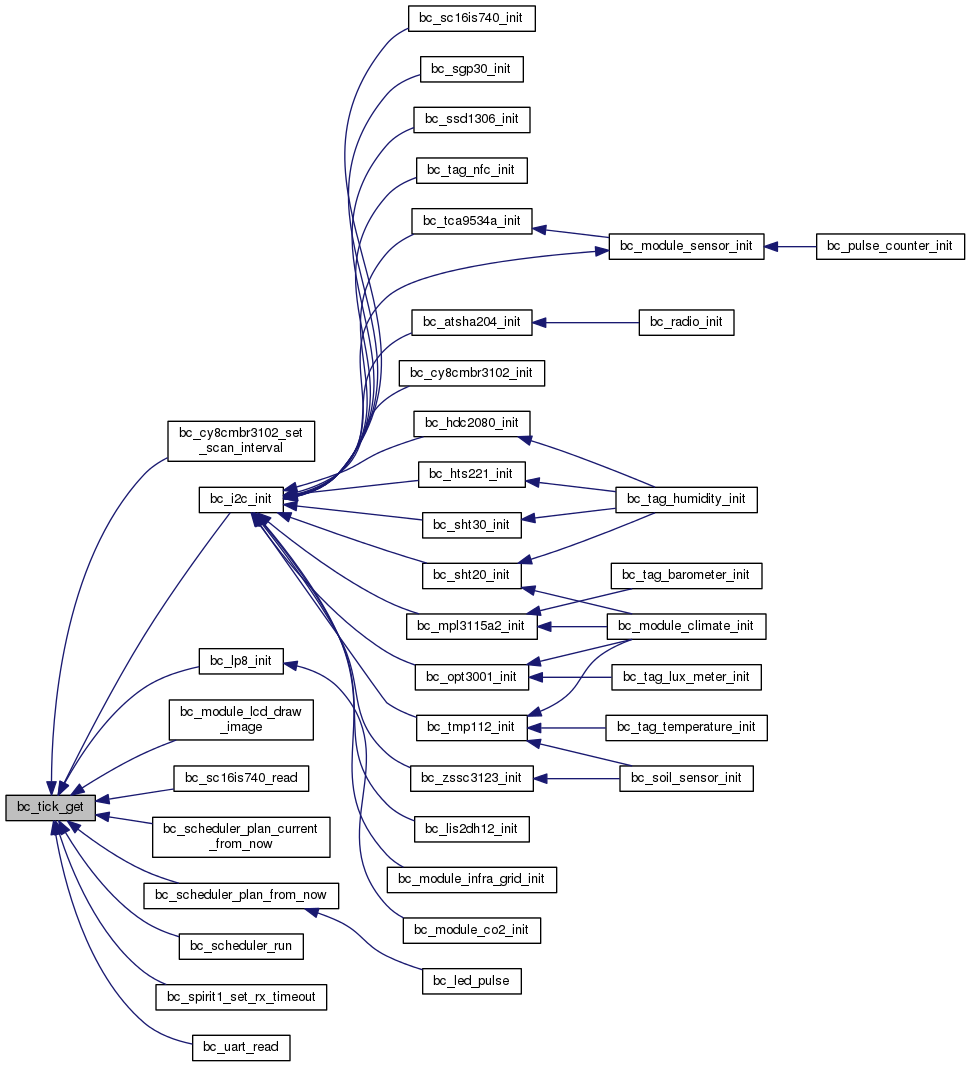 bc_sc16is740_init
bc_sgp30_init
bc_ssd1306_init
bc_tag_nfc_init
bc_tca9534a_init
bc_module_sensor_init
bc_pulse_counter_init
bc_atsha204_init
bc_radio_init
bc_cy8cmbr3102_init
bc_hdc2080_init
bc_cy8cmbr3102_set
_scan_interval
bc_hts221_init
bc_i2c_init
bc_tag_humidity_init
bc_sht30_init
bc_sht20_init
bc_tag_barometer_init
bc_mpl3115a2_init
bc_module_climate_init
bc_lp8_init
bc_opt3001_init
bc_tag_lux_meter_init
bc_module_lcd_draw
_image
bc_tmp112_init
bc_tag_temperature_init
bc_sc16is740_read
bc_zssc3123_init
bc_soil_sensor_init
bc_tick_get
bc_scheduler_plan_current
_from_now
bc_lis2dh12_init
bc_module_infra_grid_init
bc_scheduler_plan_from_now
bc_module_co2_init
bc_scheduler_run
bc_led_pulse
bc_spirit1_set_rx_timeout
bc_uart_read